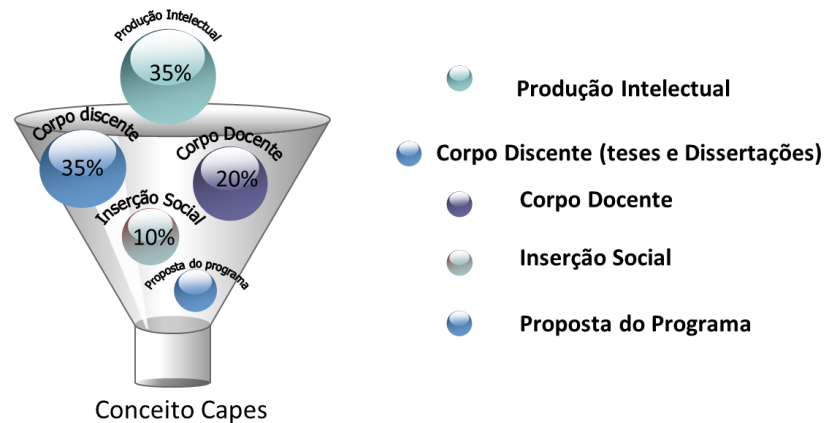 Produção Intelectual
35%
Corpo discente
35%
Corpo Docente
20%
Inserção Social
10%
Proposta do programa
Conceito Capes
Produção Intelectual
Corpo Discente (teses e Dissertações)
Corpo Docente
Inserção Social
Proposta do Programa